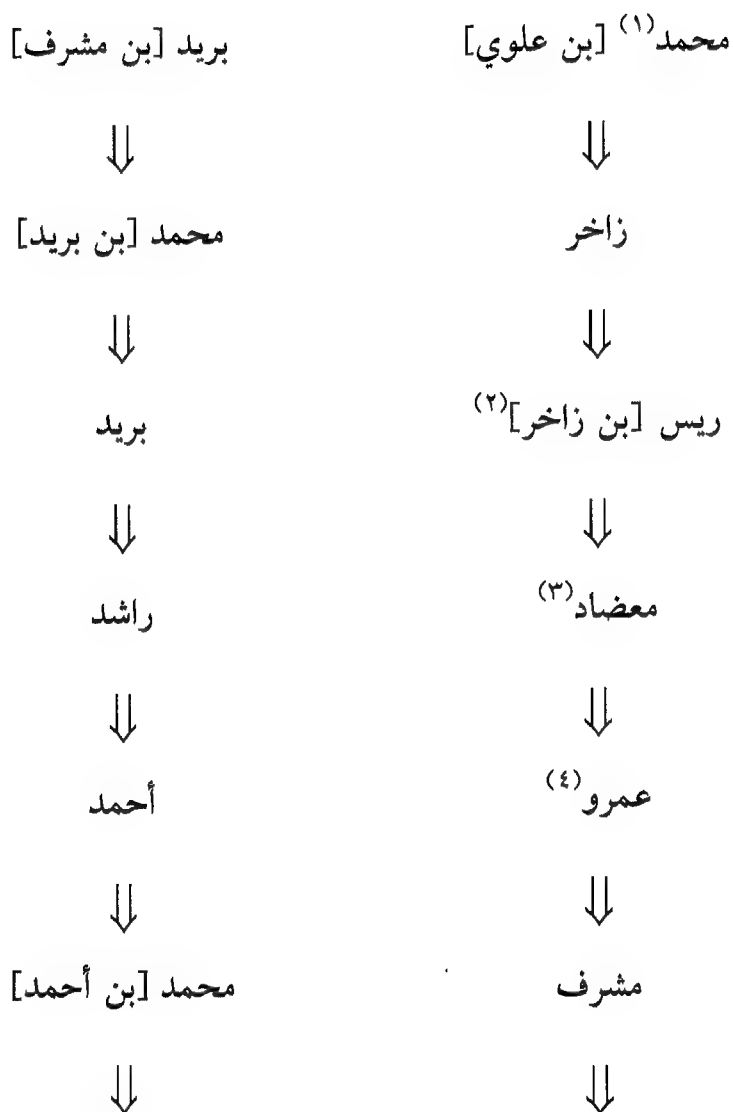 محمد(١) [بن علوي]
زاخر
ريس [بن زاخر](٢)
معضاد(٣)
عمرو(٤)
مشرف
بريد [بن مشرف]
محمد [بن بريد]
بريد
راشد
أحمد
محمد [بن أحمد]